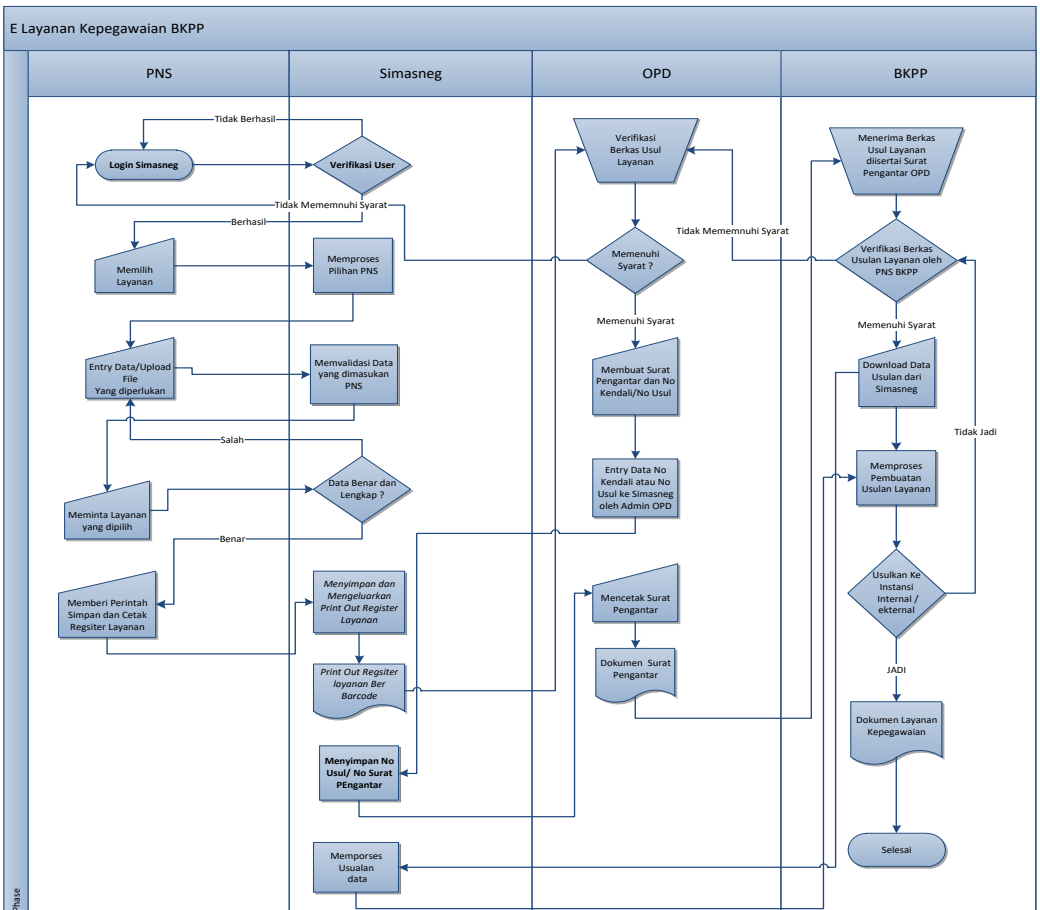 E Layanan Kepegawaian BKPP
PNS
Simasneg
OPD
BKPP
Tidak Berhasil
Login Simasneg
Verifikasi User
Tidak Mememnuhi Syarat
Berhasil
Memilih
Layanan
Memproses
Pilihan PNS
Entry Data/Upload
File
Yang diperlukan
Memvalidasi Data
yang dimasukan
PNS
Salah
Meminta Layanan
yang dipilih
Data Benar dan
Lengkap ?
Benar
Memberi Perintah
Simpan dan Cetak
Regsiter Layanan
Menyimpan dan
Mengeluarkan
Print Out Register
Layanan
Print Out Regsiter
layanan Ber
Barcode
Menyimpan No
Usul/ No Surat
PEngantar
Memporses
Usualan
data
Verifikasi
Berkas Usul
Layanan
Memenuhi
Syarat ?
Memenuhi Syarat
Membuat Surat
Pengantar dan No
Kendali/No Usul
Entry Data No
Kendali atau No
Usul ke Simasneg
oleh Admin OPD
Mencetak Surat
Pengantar
Dokumen Surat
Pengantar
Tidak Mememnuhi Syarat
Menerima Berkas
Usul Layanan
diisertai Surat
Pengantar OPD
Verifikasi Berkas
Usulan Layanan oleh
PNS BKPP
Memenuhi Syarat
Download Data
Usulan dari
Simasneg
Tidak Jadi
Memproses
Pembuatan
Usulan Layanan
Usulkan Ke
Instansi
Internal /
ekternal
JADI
Dokumen Layanan
Kepegawaian
Selesai
Phase